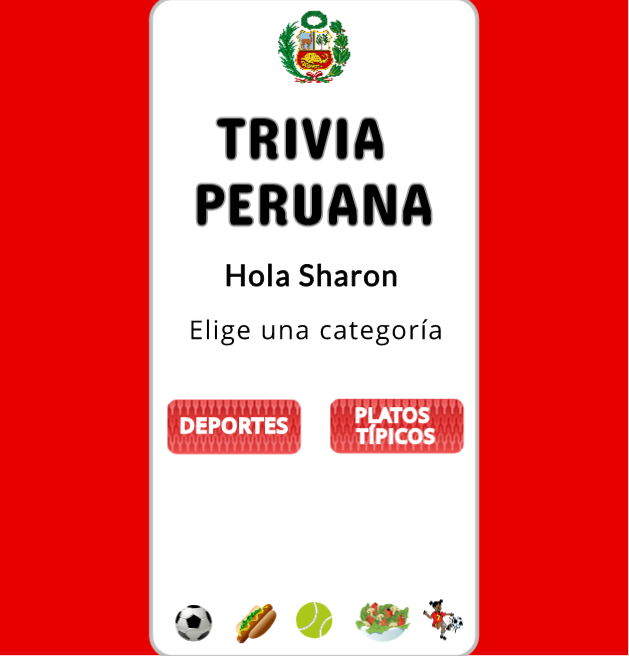 TRIVIA
PERUANA
Hola Sharon
Elige una categoría
DEPORTES
PLATOS
TÍPICOS